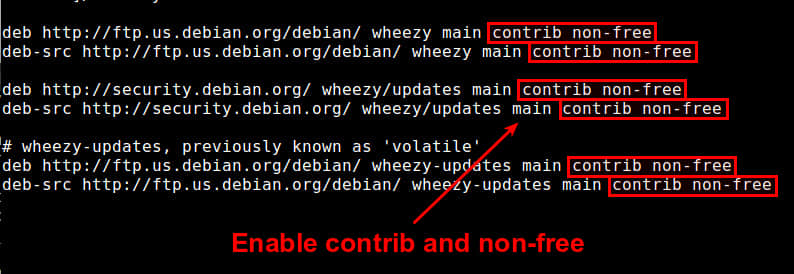 deb http://ftp.us.debian.org/debian/ wheezy main contrib non-free
deb-src http://ftp.us.debian.org/debian/ wheezy main contrib non-free
deb http://security.debian.org/ wheezy/updates main contrib non-free
deb-src http://security.debian.org/ wheezy/updates main contrib non-free
# wheezy-updates, previously known as 'volatile'
deb http://ftp.us.debian.org/debian/ wheezy-updates main contrib non-free
deb-src http://ftp.us.debian.org/debian/ wheezy-updates main contrib non-free
Enable contrib and non-free